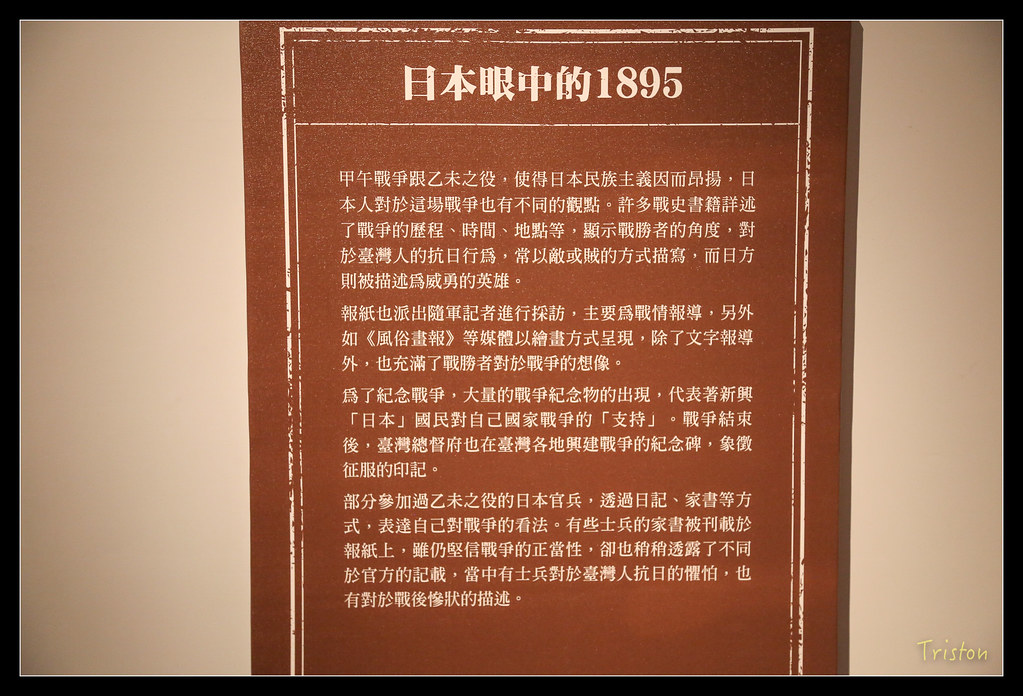 日本眼中的1895
甲午戰爭跟乙未之役，使得日本民族主義因而昂揚，日
本人對於這場戰爭也有不同的觀點。許多戰史書籍詳述
了戰爭的歷程、時間、地點等，顯示戰勝者的角度，對
於臺灣人的抗日行為，常以敵或賊的方式描寫，而日方
則被描述為威勇的英雄。
報紙也派出隨軍記者進行採訪，主要為戰情報導，另外
如《風俗畫報》等媒體以繪畫方式呈現，除了文字報導
外，也充滿了戰勝者對於戰爭的想像。
為了紀念戰爭，大量的戰爭紀念物的出現，代表著新興
「日本」國民對自己國家戰爭的「支持」。戰爭結束
後，臺灣總督府也在臺灣各地興建戰爭的紀念碑，象徵
征服的印記。
部分參加過乙未之役的日本官兵，透過日記、家書等方
式，表達自己對戰爭的看法。有些士兵的家書被刊載於
報紙上，雖仍堅信戰爭的正當性，卻也稍稍透露了不同
於官方的記載，當中有士兵對於臺灣人抗日的懼怕，也
有對於戰後慘狀的描述。
Triston